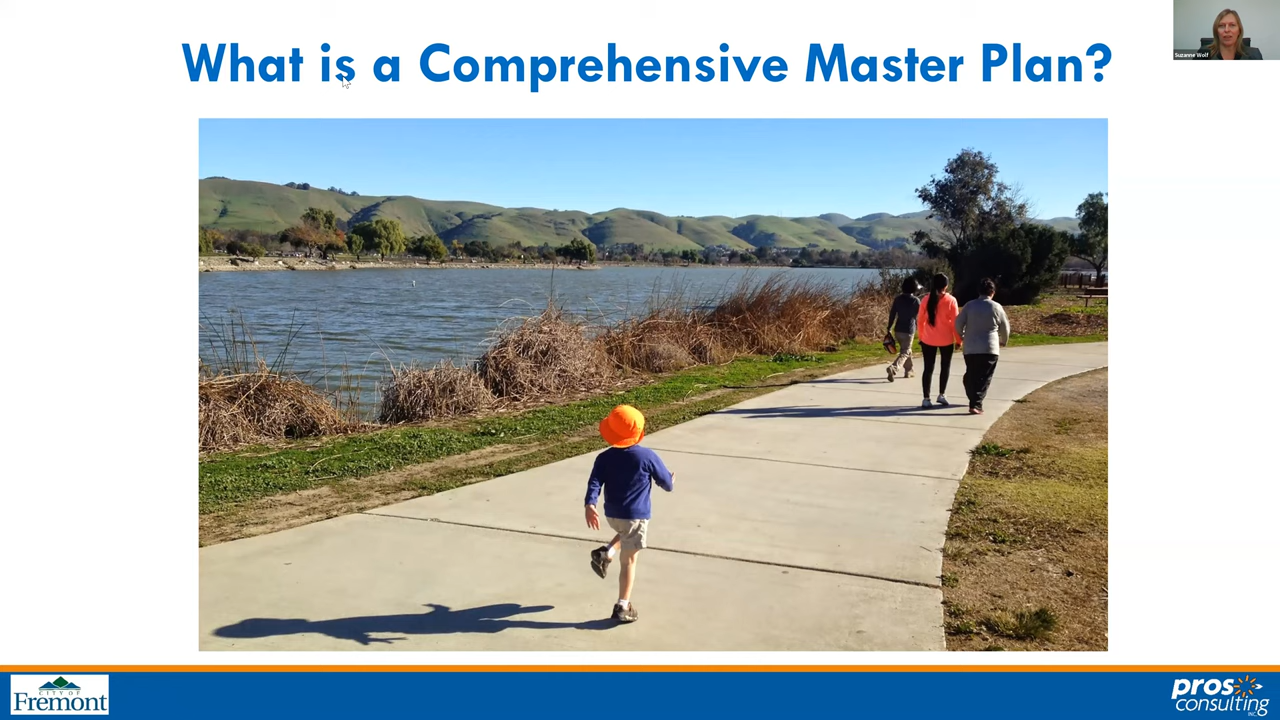 What is a Comprehensive Master Plan?
Suzanne Wolf
CITY OF
Fremont
pros
consulting
INC.